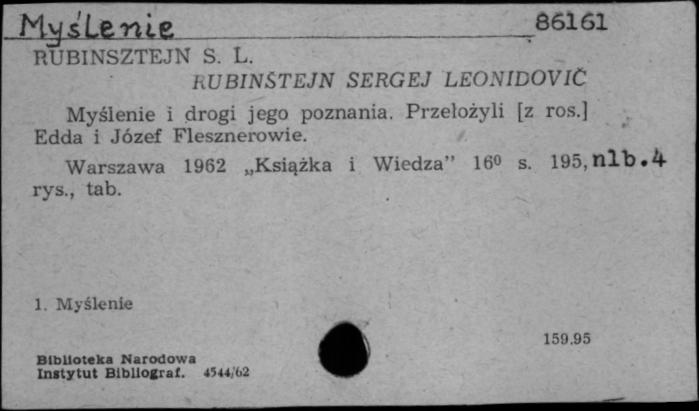 Myślenie 86161
RUBINSZTEJN S. L.
RUBINŠTEJN SERGEJ LEONIDOVIČ
Myślenie i drogi jego poznania. Przełożyli [z ros.]
Edda i Józef Flesznerowie.
Warszawa 1962 „Książka i Wiedza” 16⁰ s. 195, nlb. 4
rys., tab.
1. Myślenie
159.95
Biblioteka Narodowa
Instytut Bibliograf. 4544/62